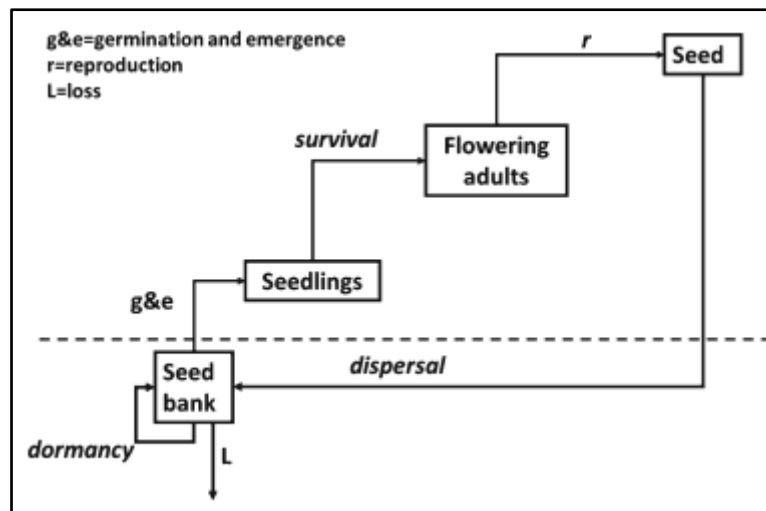 g&e=germination and emergence
r=reproduction
L=loss
r
Seed
survival
Flowering
adults
Seedlings
g&e
dispersal
Seed
bank
dormancy
L